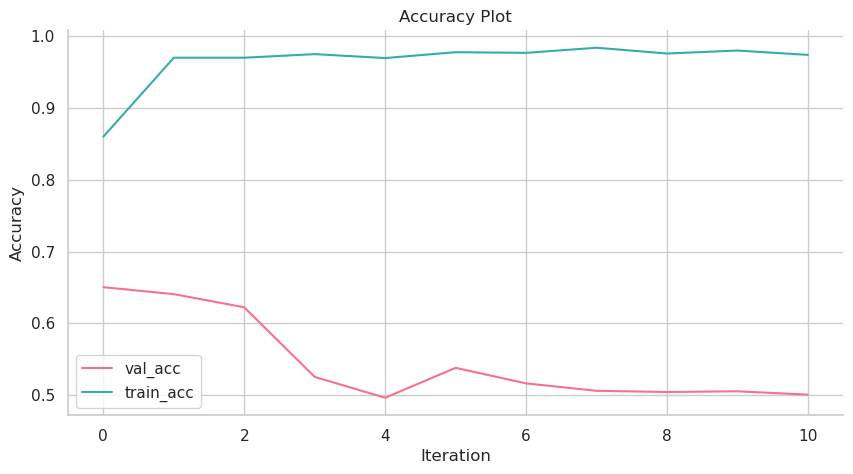 Accuracy Plot
1.0
0.9
0.8
0.7
0.6
0.5
Accuracy
val_acc
train_acc
0 2 4 6 8 10
Iteration